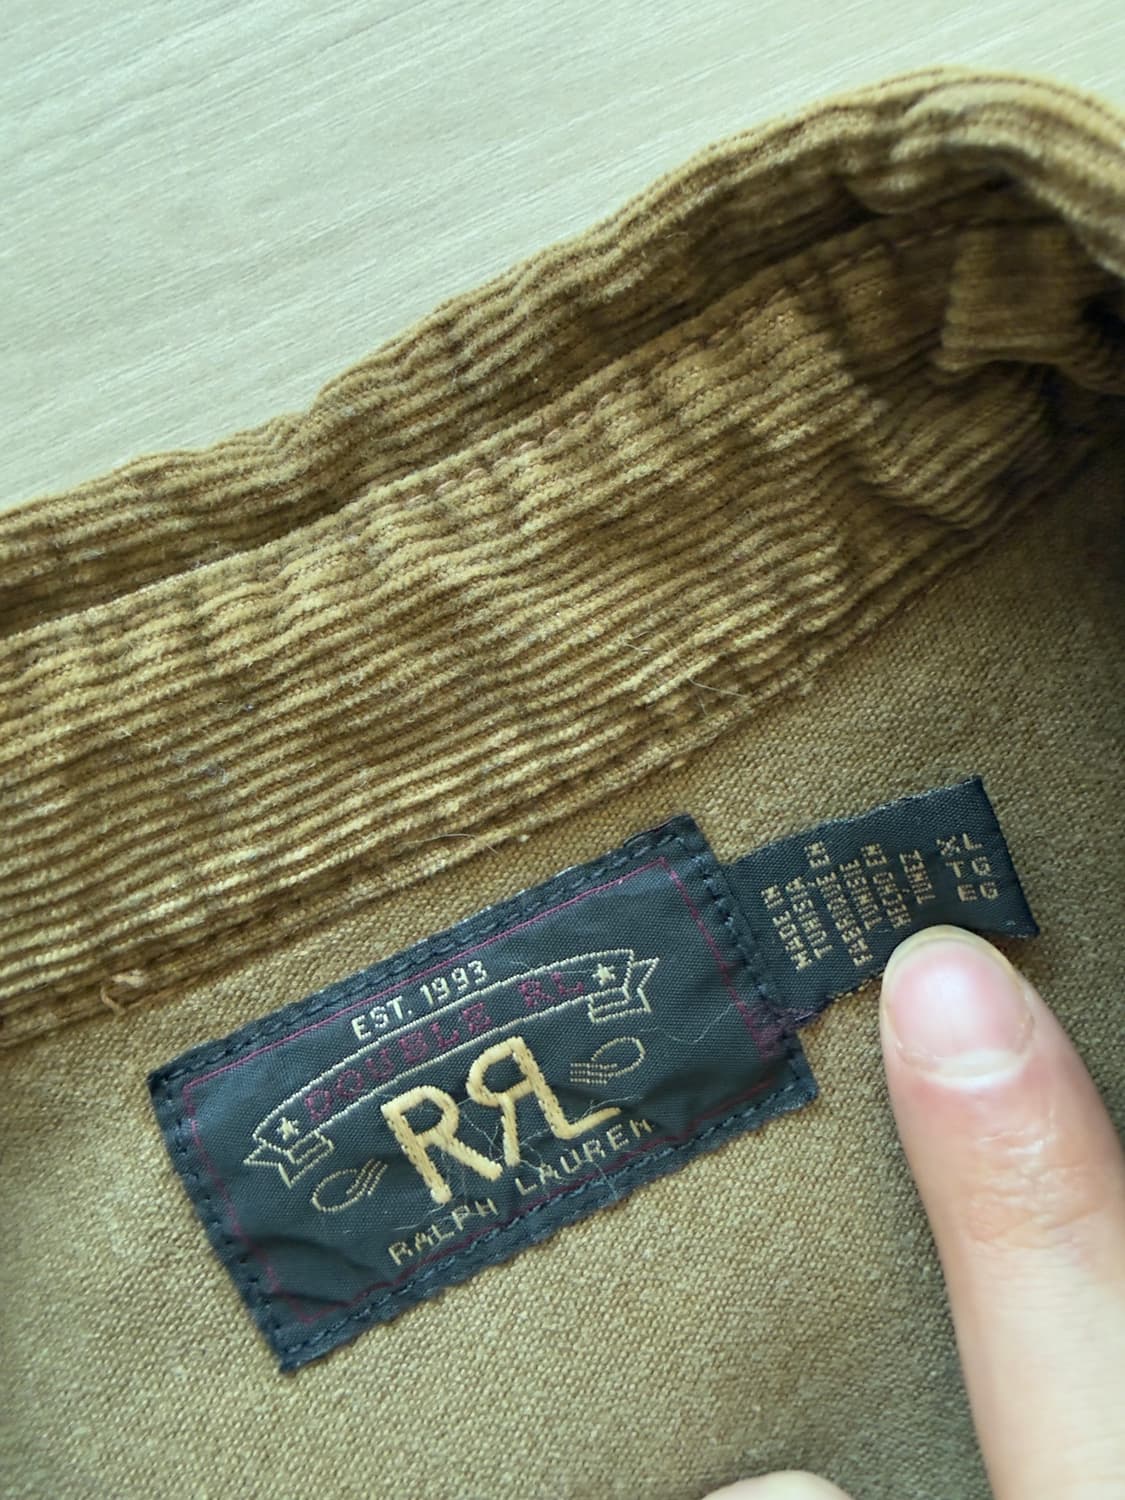 EST. 1993
DOUBLE RL
RRL
RALPH LAUREN
MADE IN
TUNISIA EN
FABRIQUE EN
TUNISIE
HECHO EN
TUNEZ
XL
TG
EG